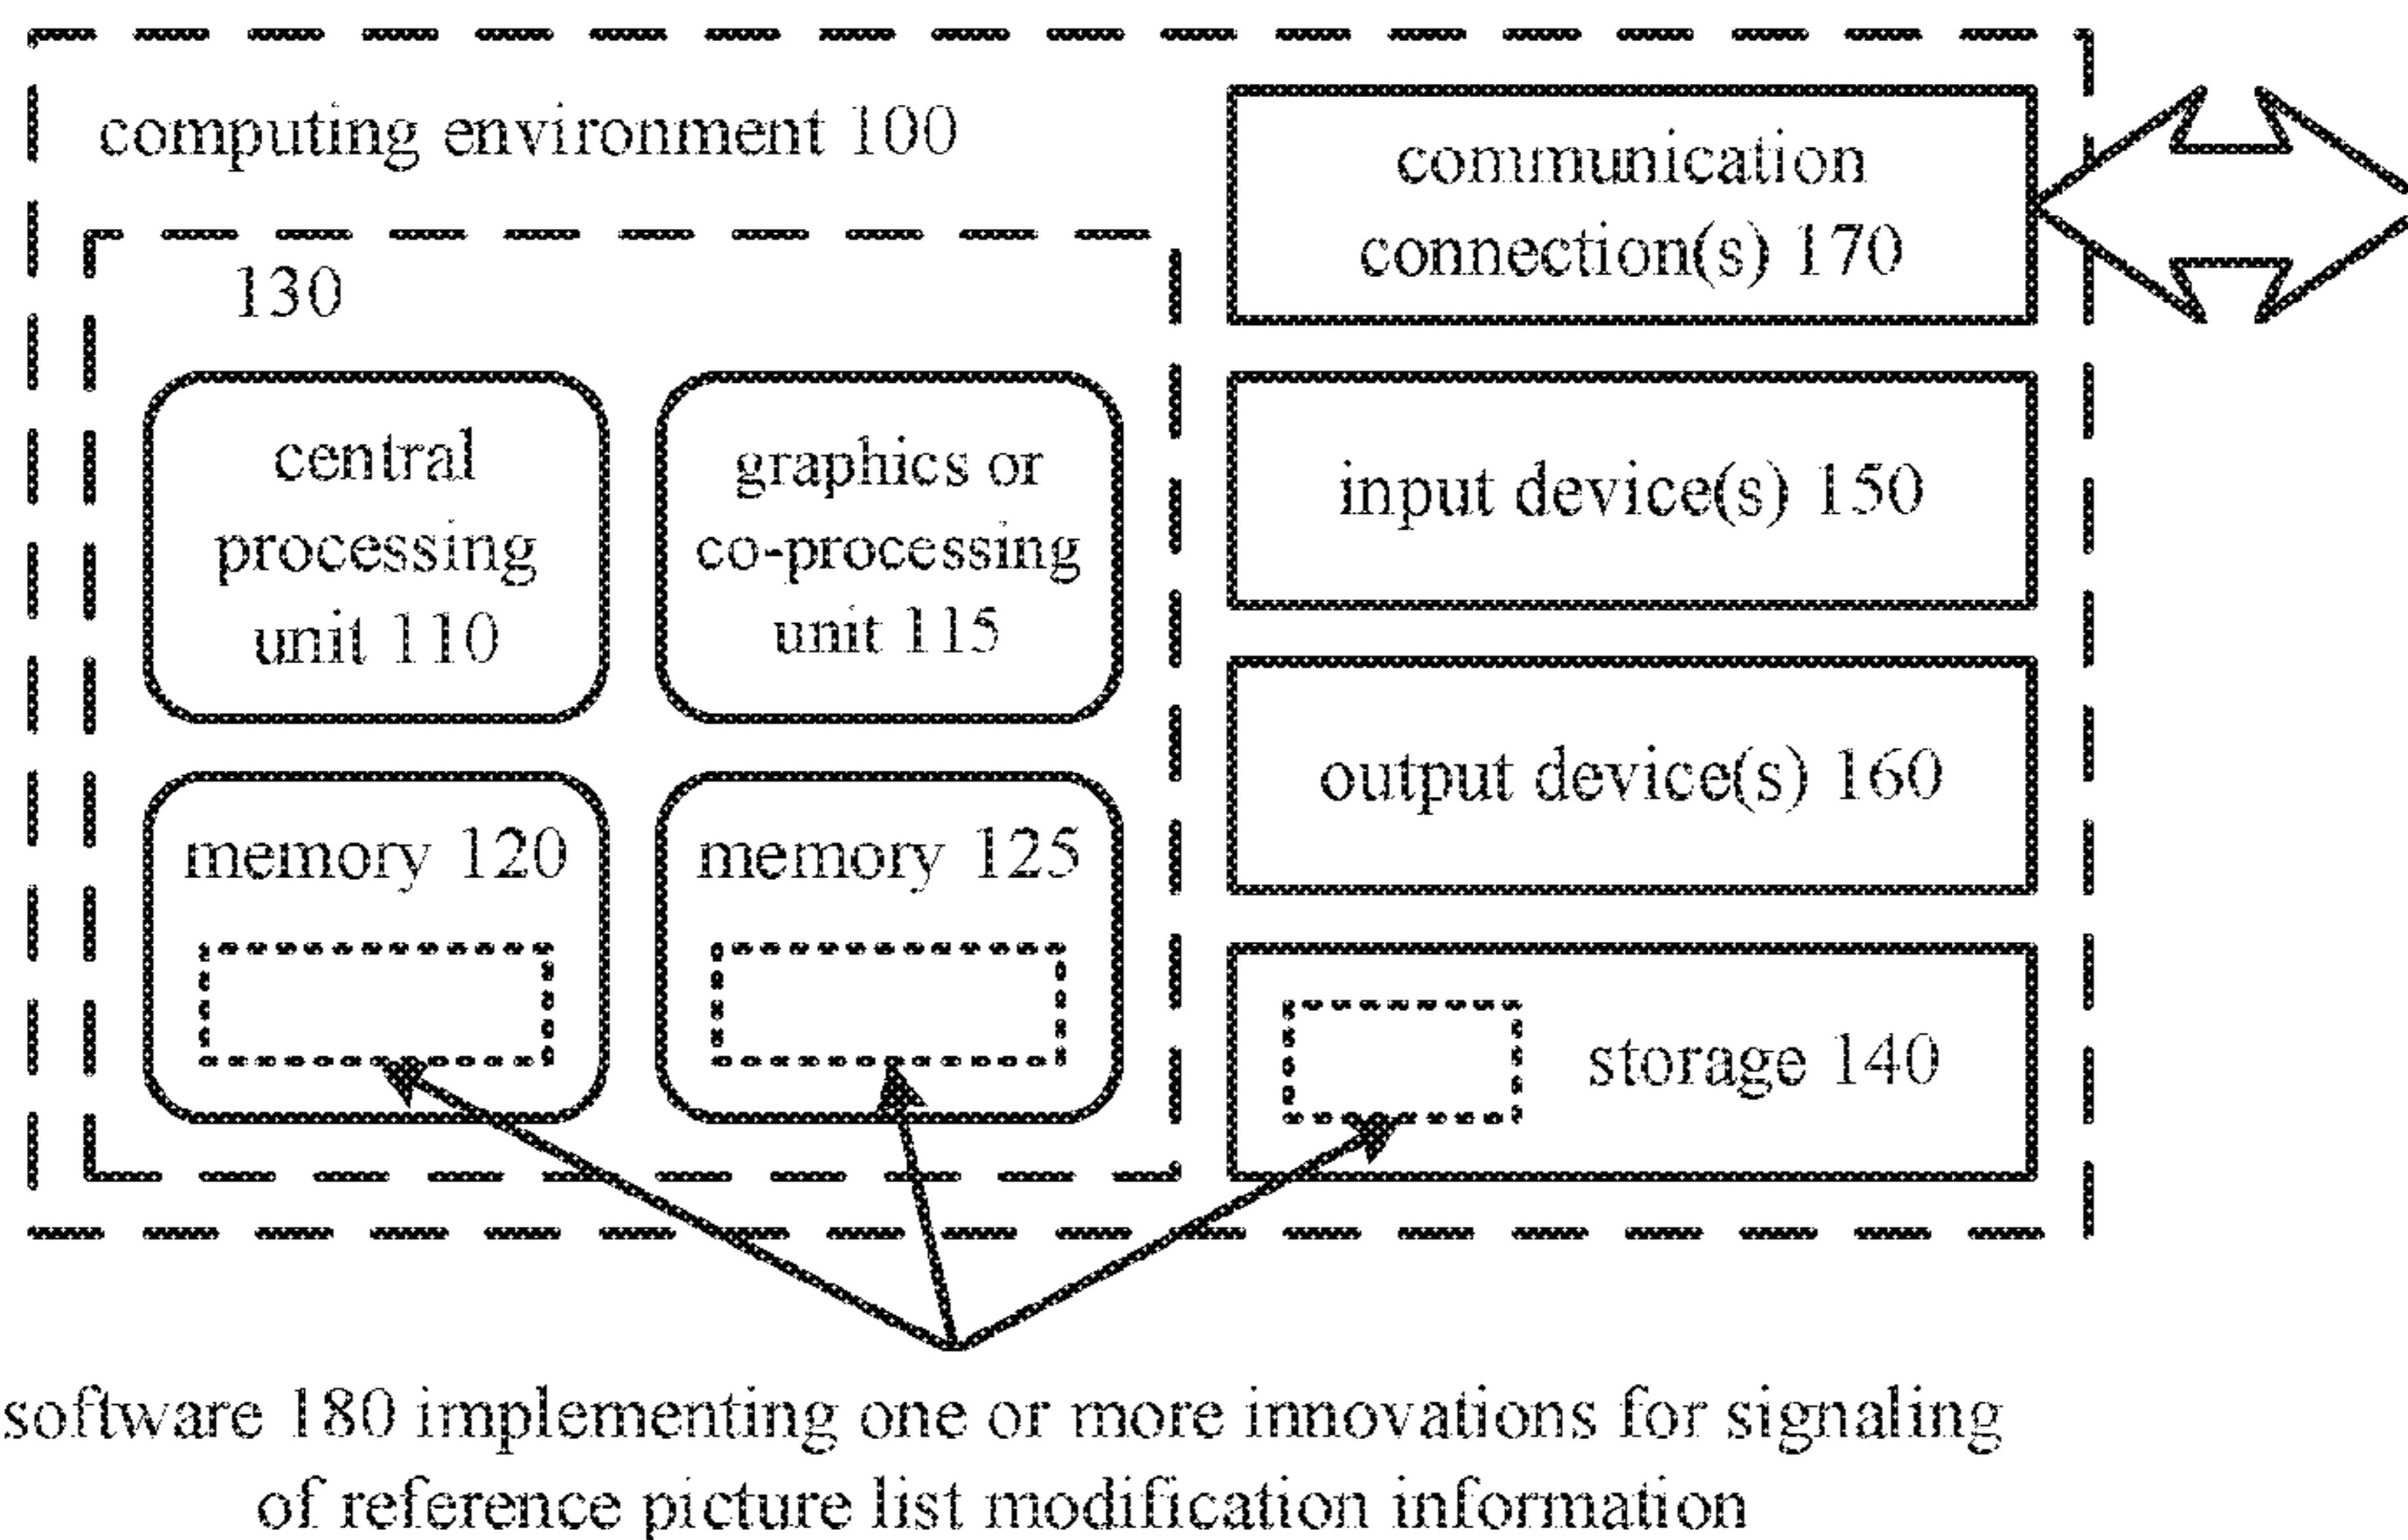 computing environment 100
130
central
processing
unit 110
graphics or
co-processing
unit 115
memory 120
memory 125
communication
connection(s) 170
input device(s) 150
output device(s) 160
storage 140
software 180 implementing one or more innovations for signaling
of reference picture list modification information